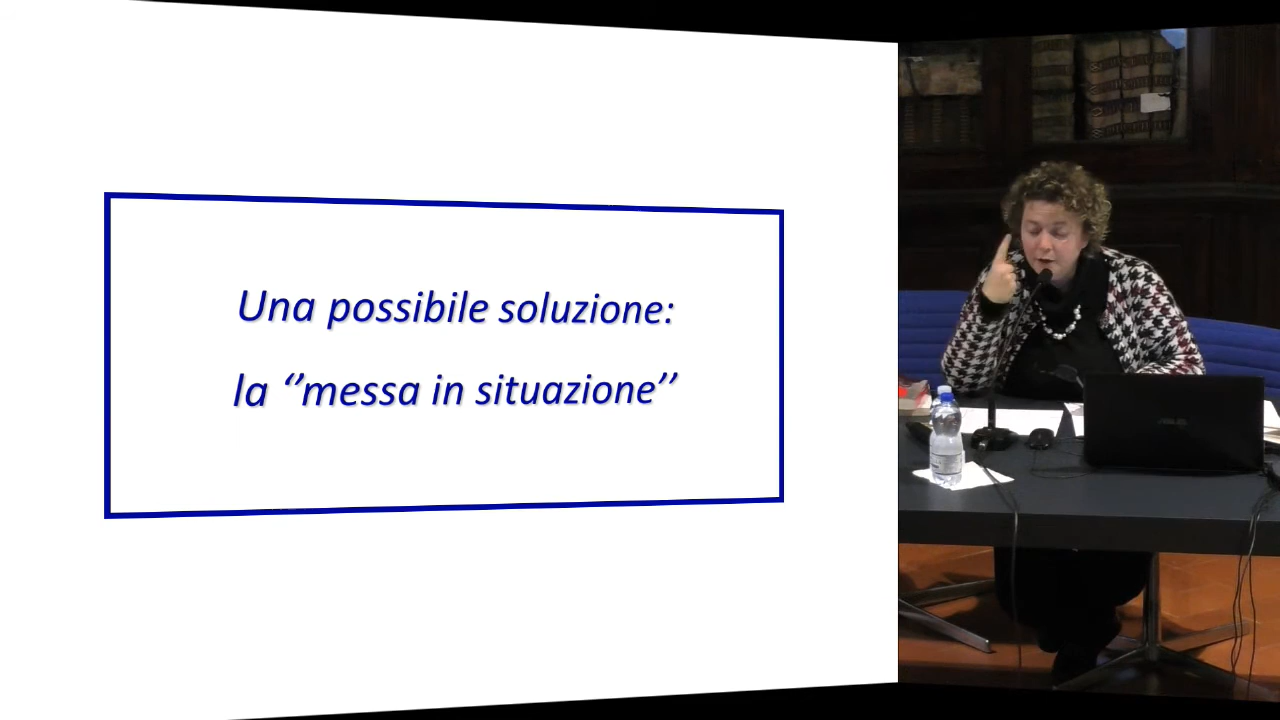 Una possibile soluzione:
la ‘’messa in situazione’’